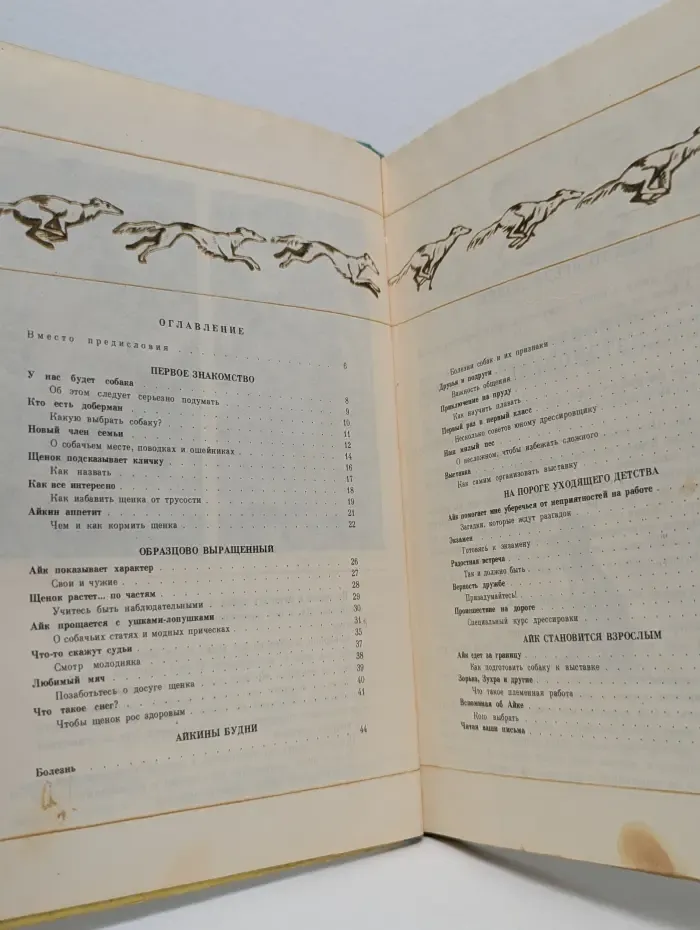 ОГЛАВЛЕНИЕ
Вместо предисловия . 6
ПЕРВОЕ ЗНАКОМСТВО
У нас будет собака
Об этом следует серьезно подумать . 8
Кто есть доберман 9
Какую выбрать собаку? 10
Новый член семьи 11
О собачьем месте, поводках и ошейниках . 12
Щенок подсказывает кличку 14
Как назвать 16
Как все интересно 17
Как избавить щенка от трусости 18
Айкин аппетит 19
Чем и как кормить щенка 21
22
ОБРАЗЦОВО ВЫРАЩЕННЫЙ
Айк показывает характер 26
Свои и чужие 27
Щенок растет... по частям 28
Учитесь быть наблюдательными 29
Айк прощается с ушками-лопушками 30
О собачьих статях и модных прическах 31
Что-то скажут судьи 35
Смотр молодняка 37
Любимый мяч 38
Позаботьтесь о досуге щенка 39
Что такое снег? 40
Чтобы щенок рос здоровым 41
АЙКИНЫ БУДНИ
Болезнь 44
Болезни собак и их признаки
Друзья и подруги
Важность общения
Приключение на пруду
Как научить плавать
Первый раз в первый класс
Несколько советов юному дрессировщику
Наш милый пес
О несложном, чтобы избежать сложного
Выставка
Как самим организовать выставку
НА ПОРОГЕ УХОДЯЩЕГО ДЕТСТВА
Айк помогает мне уберечься от неприятностей на работе
Загадки, которые ждут разгадок
Экзамен
Готовясь к экзамену
Радостная встреча
Так и должно быть
Верность дружбе
Призадумайтесь!
Происшествие на дороге
Специальный курс дрессировки
АЙК СТАНОВИТСЯ ВЗРОСЛЫМ
Айк едет за границу
Как подготовить собаку к выставке
Зорька, Зухра и другие
Что такое племенная работа
Вспоминая об Айке
Кого выбрать
Читая ваши письма